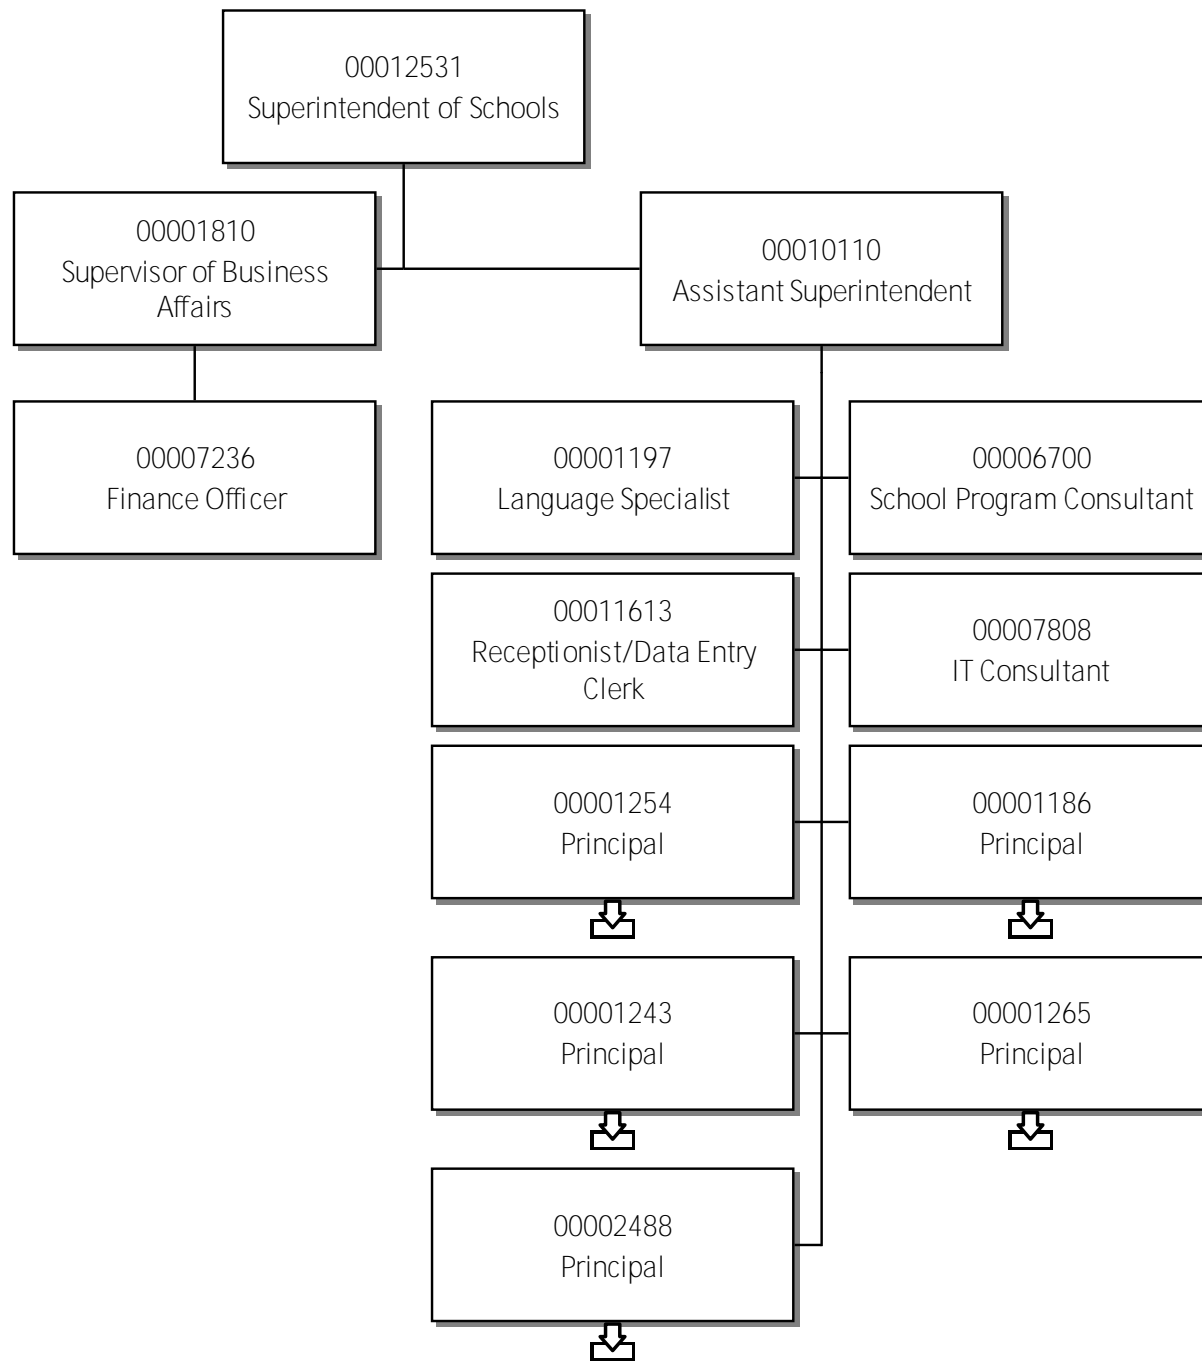 00012531
Superintendent of Schools
00001810
Supervisor of Business
Affairs
00010110
Assistant Superintendent
00007236
Finance Officer
00001197
Language Specialist
00006700
School Program Consultant
00011613
Receptionist/Data Entry
Clerk
00007808
IT Consultant
00001254
Principal
00001186
Principal
00001243
Principal
00001265
Principal
00002488
Principal